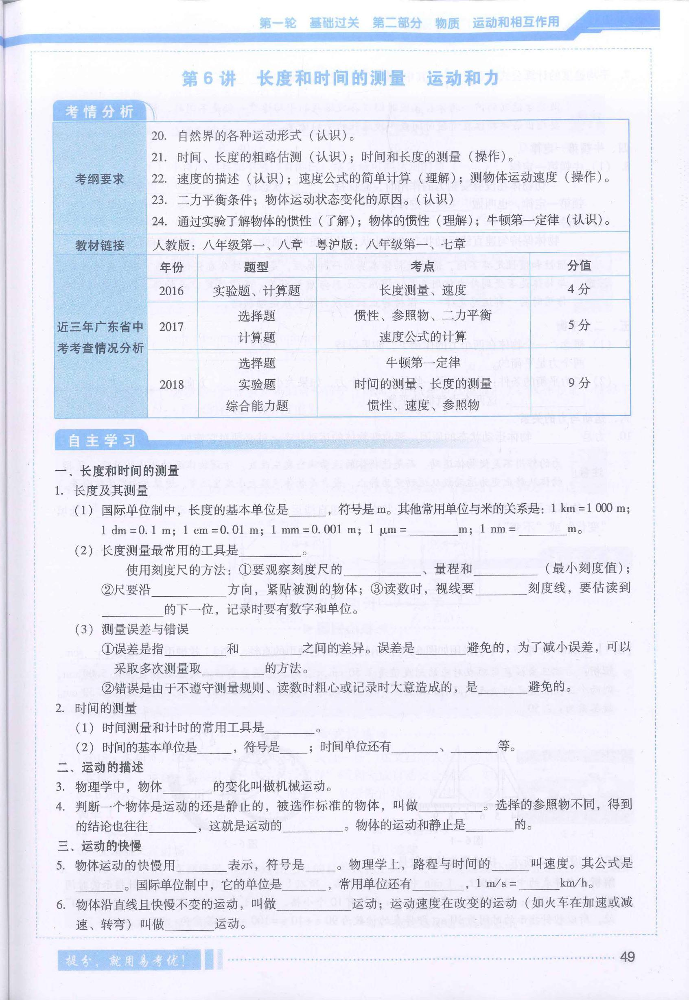 第一轮 基础过关 第二部分 物质 运动和相互作用
第6讲 长度和时间的测量 运动和力
考情分析
考纲要求
20. 自然界的各种运动形式（认识）。
21. 时间、长度的粗略估测（认识）；时间和长度的测量（操作）。
22. 速度的描述（认识）；速度公式的简单计算（理解）；测物体运动速度（操作）。
23. 二力平衡条件；物体运动状态变化的原因。（认识）
24. 通过实验了解物体的惯性（了解）；物体的惯性（理解）；牛顿第一定律（认识）。
教材链接 人教版：八年级第一、八章 粤沪版：八年级第一、七章
近三年广东省中
考考查情况分析
年份 题型 考点 分值
2016 实验题、计算题 长度测量、速度 4分
2017
选择题 惯性、参照物、二力平衡
计算题 速度公式的计算
5分
2018
选择题 牛顿第一定律
实验题 时间的测量、长度的测量
综合能力题 惯性、速度、参照物
9分
自主学习
一、长度和时间的测量
1. 长度及其测量
（1）国际单位制中，长度的基本单位是______，符号是m。其他常用单位与米的关系是：1 km=1 000 m；
1 dm=0.1 m；1 cm=0.01 m；1 mm=0.001 m；1 μm=________m；1 nm=________m。
（2）长度测量最常用的工具是__________。
使用刻度尺的方法：①要观察刻度尺的____________、量程和__________（最小刻度值）；
②尺要沿____________方向，紧贴被测的物体；③读数时，视线要________刻度线，要估读到
__________的下一位，记录时要有数字和单位。
（3）测量误差与错误
①误差是指__________和__________之间的差异。误差是________避免的，为了减小误差，可以
采取多次测量取__________的方法。
②错误是由于不遵守测量规则、读数时粗心或记录时大意造成的，是________避免的。
2. 时间的测量
（1）时间测量和计时的常用工具是________。
（2）时间的基本单位是______，符号是____；时间单位还有________、________等。
二、运动的描述
3. 物理学中，物体________的变化叫做机械运动。
4. 判断一个物体是运动的还是静止的，被选作标准的物体，叫做__________。选择的参照物不同，得到
的结论也往往________，这就是运动的__________。物体的运动和静止是________的。
三、运动的快慢
5. 物体运动的快慢用________表示，符号是_____。物理学上，路程与时间的______叫速度。其公式是
________。国际单位制中，它的单位是_______，常用单位还有________，1 m/s=_______km/h。
6. 物体沿直线且快慢不变的运动，叫做____________运动；运动速度在改变的运动（如火车在加速或减
速、转弯）叫做________运动。
提分，就用易考优！
49